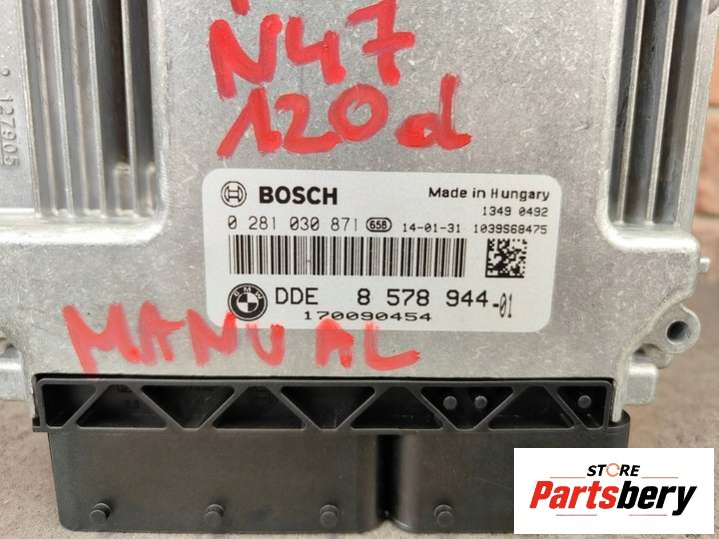 N47
120d
127905
BOSCH
Made in Hungary
1349 0492
0 281 030 871 658 14-01-31 1039S68475
BMW DDE 8 578 944-01
170090454
MANUAL
STORE
Partsbery